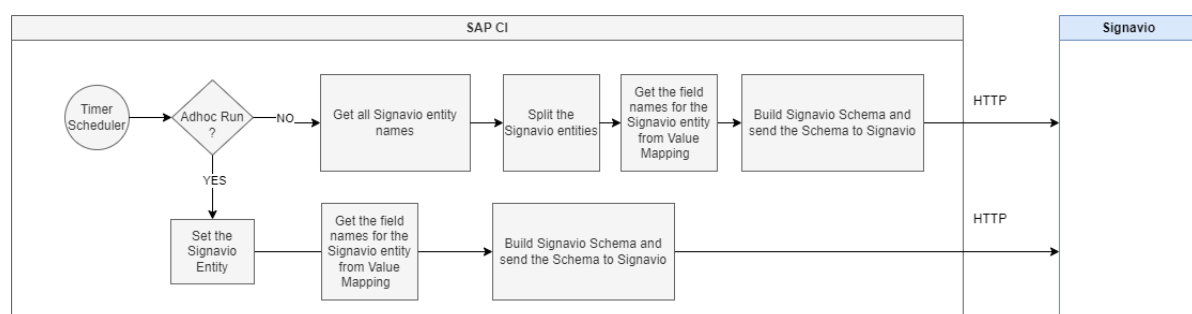 SAP CI
Signavio
Timer
Scheduler
Adhoc Run
?
NO
Get all Signavio entity
names
Split the
Signavio entities
Get the field
names for the
Signavio entity
from Value
Mapping
Build Signavio Schema and
send the Schema to Signavio
HTTP
YES
Set the
Signavio
Entity
Get the field
names for the
Signavio entity
from Value
Mapping
Build Signavio Schema and
send the Schema to Signavio
HTTP